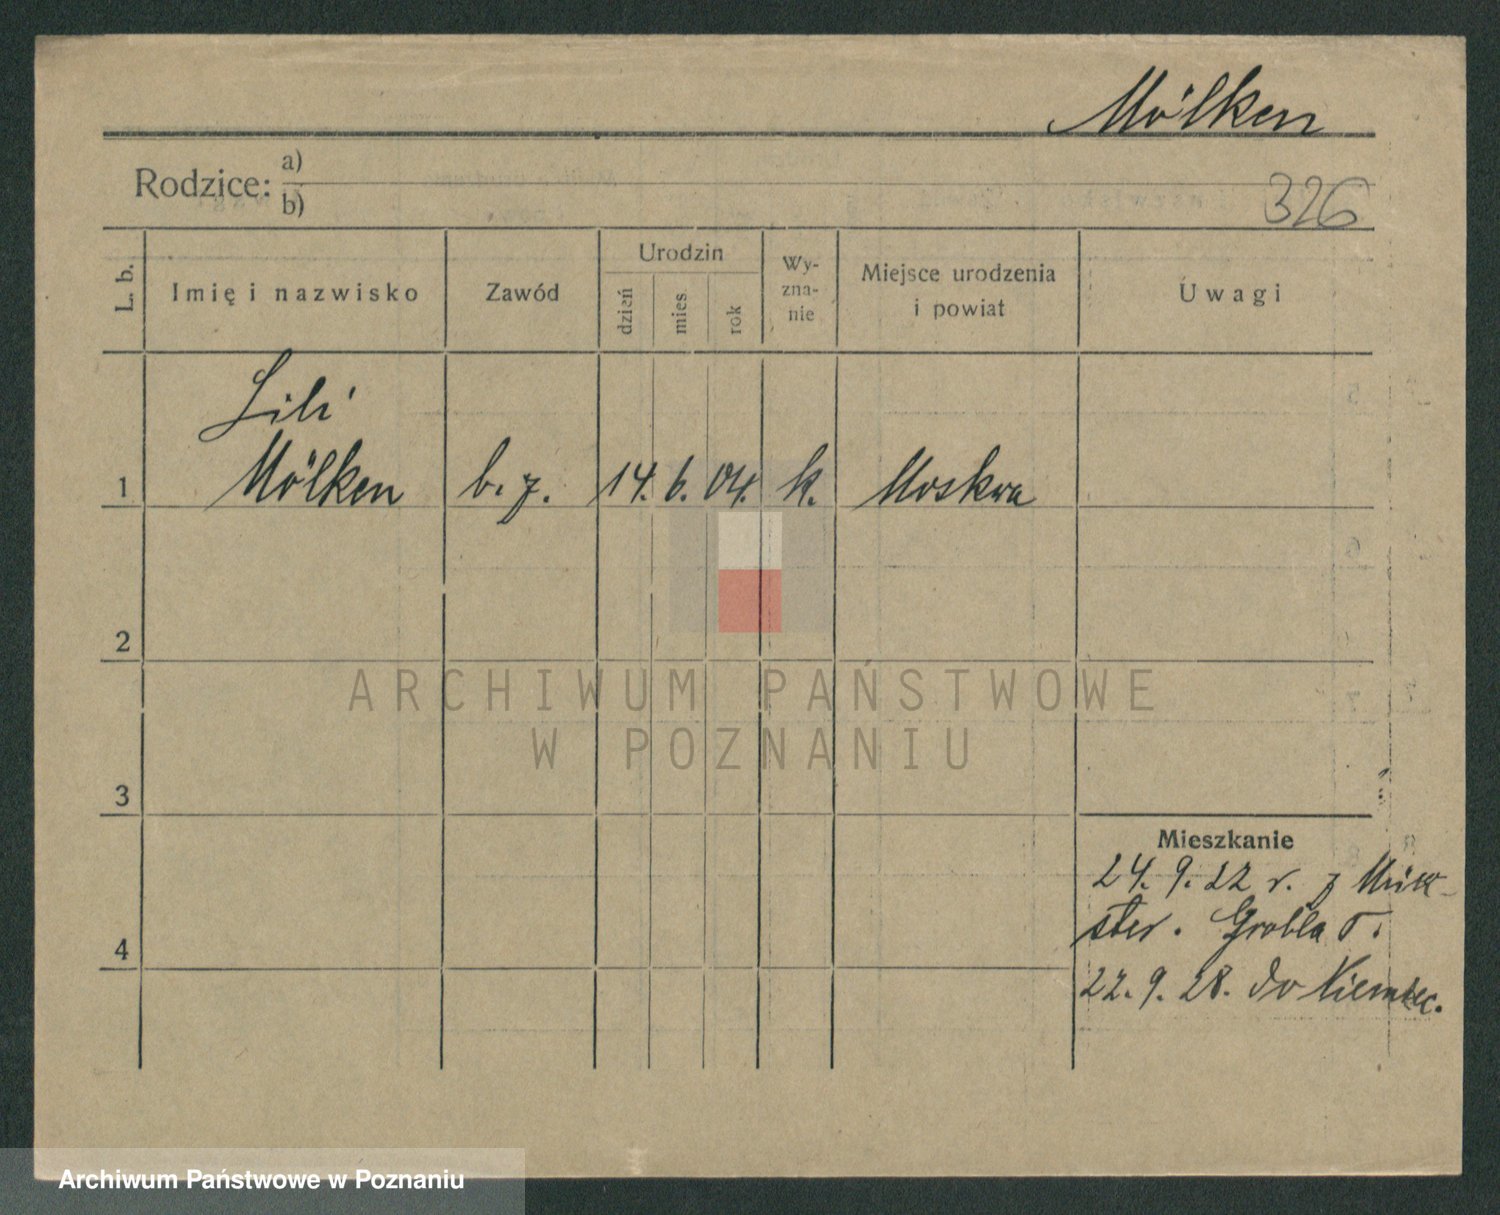 Mölken
Rodzice: a)
b)
326
L. b.
Imię i nazwisko
Zawód
Urodzin
dzień
mies
rok
Wy-
zna-
nie
Miejsce urodzenia
i powiat
Uwagi
Lili
1 Mölken b. z. 14. 6. 04. k. Moskwa
2
ARCHIWUM PAŃSTWOWE
W POZNANIU
3
Mieszkanie
24. 9. 22 r. z Mün-
ster. Grobla
4
22. 9. 28. do Niemiec.
Archiwum Państwowe w Poznaniu